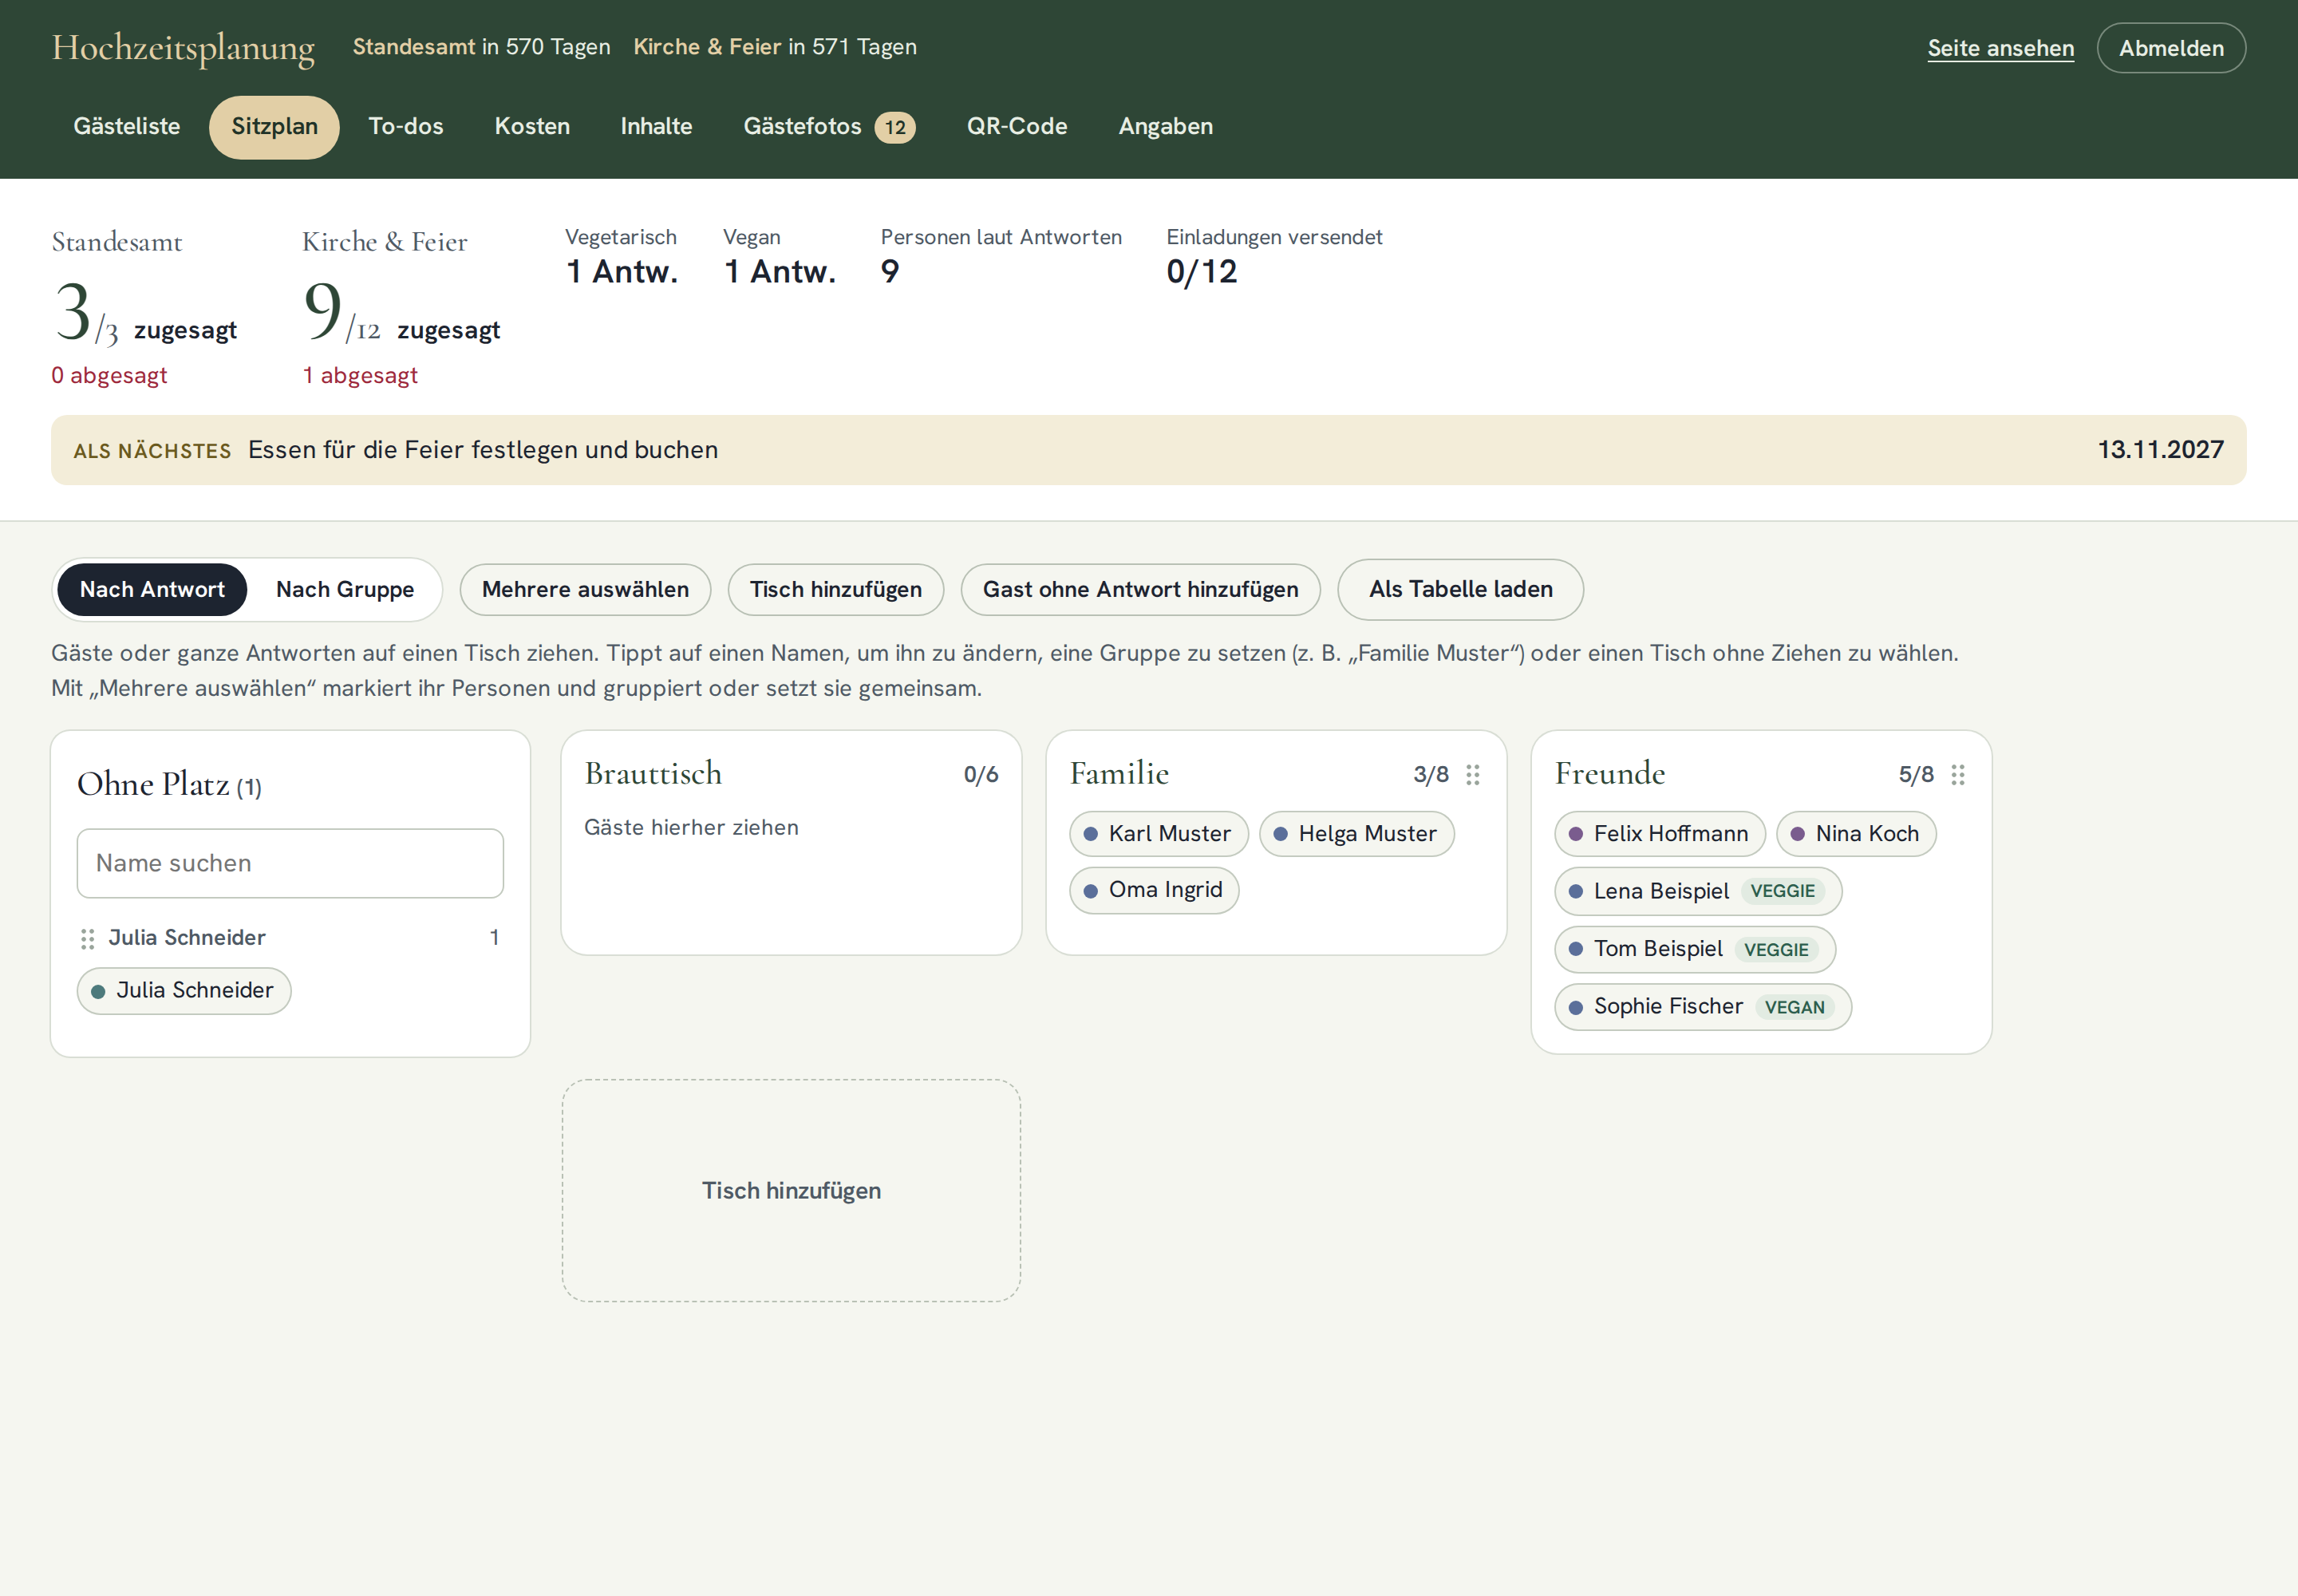 Hochzeitsplanung Standesamt in 570 Tagen Kirche & Feier in 571 Tagen Seite ansehen Abmelden
Gästeliste Sitzplan To-dos Kosten Inhalte Gästefotos 12 QR-Code Angaben
Standesamt
3/3 zugesagt
0 abgesagt
Kirche & Feier
9/12 zugesagt
1 abgesagt
Vegetarisch
1 Antw.
Vegan
1 Antw.
Personen laut Antworten
9
Einladungen versendet
0/12
ALS NÄCHSTES Essen für die Feier festlegen und buchen 13.11.2027
Nach Antwort Nach Gruppe Mehrere auswählen Tisch hinzufügen Gast ohne Antwort hinzufügen Als Tabelle laden
Gäste oder ganze Antworten auf einen Tisch ziehen. Tippt auf einen Namen, um ihn zu ändern, eine Gruppe zu setzen (z. B. „Familie Muster“) oder einen Tisch ohne Ziehen zu wählen.
Mit „Mehrere auswählen“ markiert ihr Personen und gruppiert oder setzt sie gemeinsam.
Ohne Platz (1)
Name suchen
Julia Schneider 1
Julia Schneider
Brauttisch 0/6
Gäste hierher ziehen
Familie 3/8
Karl Muster Helga Muster
Oma Ingrid
Freunde 5/8
Felix Hoffmann Nina Koch
Lena Beispiel VEGGIE
Tom Beispiel VEGGIE
Sophie Fischer VEGAN
Tisch hinzufügen